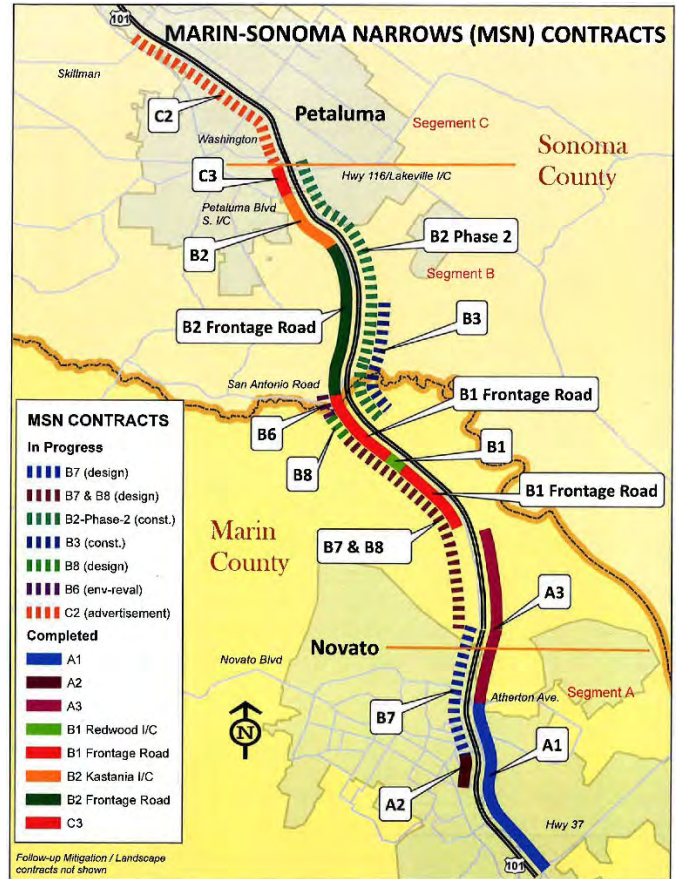 101
MARIN-SONOMA NARROWS (MSN) CONTRACTS
Skillman
C2
Petaluma
Segement C
Washington
Sonoma
County
Hwy 116/Lakeville I/C
C3
Petaluma Blvd
S. I/C
B2 Phase 2
B2
Segment B
B3
B2 Frontage Road
San Antonio Road
B1 Frontage Road
B6
B1
B8
B1 Frontage Road
Marin
County
B7 & B8
A3
Novato
Novato Blvd
Segment A
Atherton Ave.
B7
N
A1
A2
Hwy 37
101
MSN CONTRACTS
In Progress
B7 (design)
B7 & B8 (design)
B2-Phase-2 (const.)
B3 (const.)
B8 (design)
B6 (env-reval)
C2 (advertisement)
Completed
A1
A2
A3
B1 Redwood I/C
B1 Frontage Road
B2 Kastania I/C
B2 Frontage Road
C3
Follow-up Mitigation / Landscape
contracts not shown